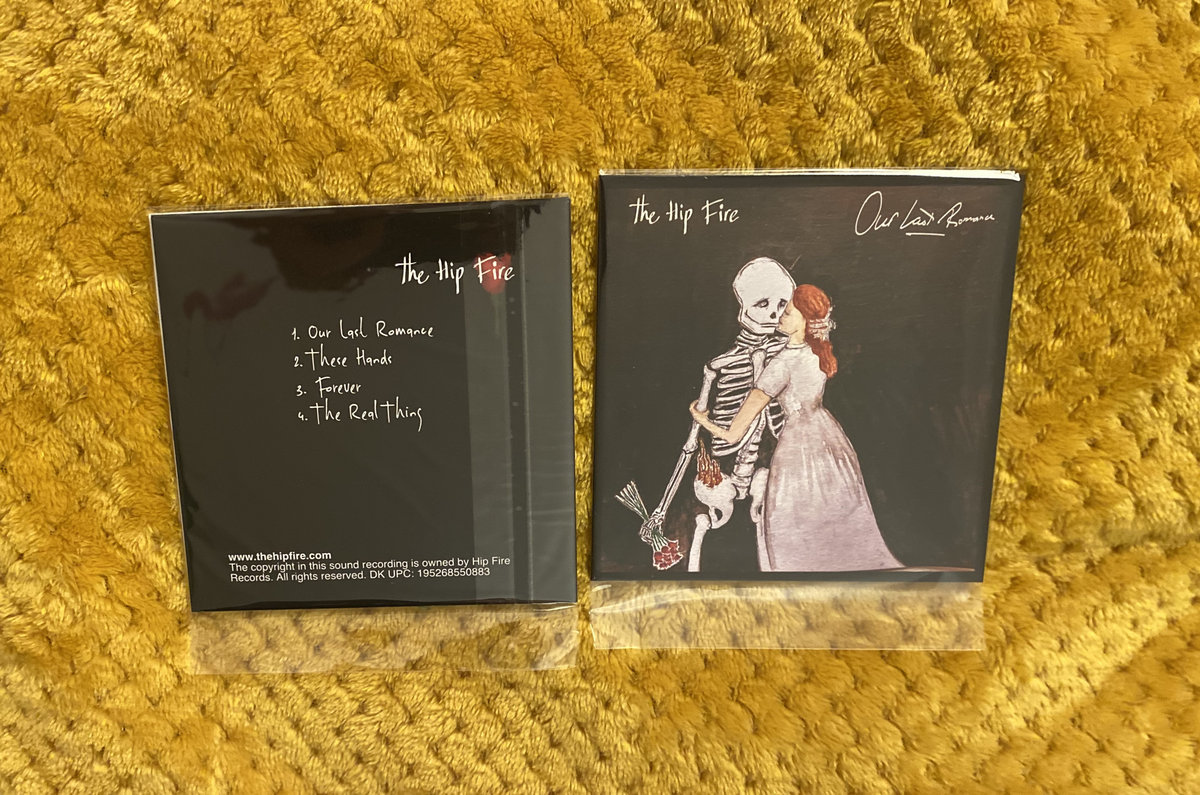 the Hip Fire
1. Our Last Romance
2. These Hands
3. Forever
4. The Real Thing
www.thehipfire.com
The copyright in this sound recording is owned by Hip Fire
Records. All rights reserved. DK UPC: 195268550883
the Hip Fire
Our Last Romance